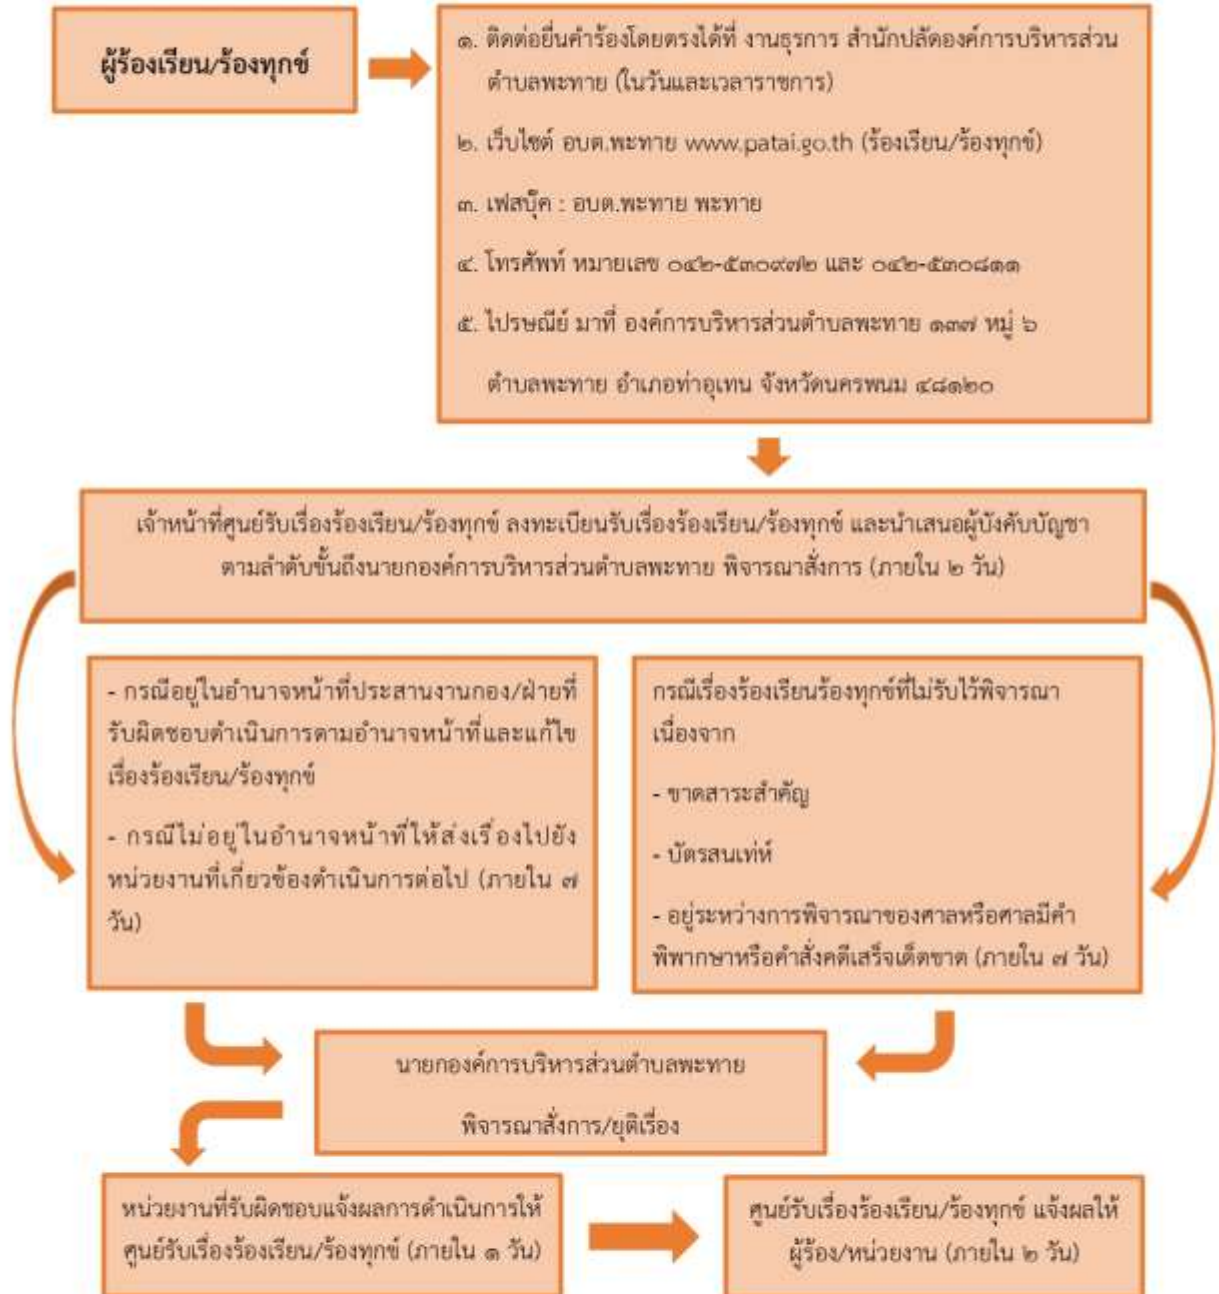 ผู้ร้องเรียน/ร้องทุกข์
๑. ติดต่อยื่นคำร้องโดยตรงได้ที่ งานธุรการ สำนักปลัดองค์การบริหารส่วน
ตำบลพะทาย (ในวันและเวลาราชการ)
๒. เว็บไซต์ อบต.พะทาย www.patai.go.th (ร้องเรียน/ร้องทุกข์)
๓. เฟสบุ๊ค : อบต.พะทาย พะทาย
๔. โทรศัพท์ หมายเลข ๐๔๒-๕๓๐๙๗๒ และ ๐๔๒-๕๓๐๘๑๑
๕. ไปรษณีย์ มาที่ องค์การบริหารส่วนตำบลพะทาย ๑๓๗ หมู่ ๖
ตำบลพะทาย อำเภอท่าอุเทน จังหวัดนครพนม ๔๘๑๒๐
เจ้าหน้าที่ศูนย์รับเรื่องร้องเรียน/ร้องทุกข์ ลงทะเบียนรับเรื่องร้องเรียน/ร้องทุกข์ และนำเสนอผู้บังคับบัญชา
ตามลำดับขั้นถึงนายกองค์การบริหารส่วนตำบลพะทาย พิจารณาสั่งการ (ภายใน ๒ วัน)
- กรณีอยู่ในอำนาจหน้าที่ประสานงานกอง/ฝ่ายที่
รับผิดชอบดำเนินการตามอำนาจหน้าที่และแก้ไข
เรื่องร้องเรียน/ร้องทุกข์
- กรณีไม่อยู่ในอำนาจหน้าที่ให้ส่งเรื่องไปยัง
หน่วยงานที่เกี่ยวข้องดำเนินการต่อไป (ภายใน ๗
วัน)
กรณีเรื่องร้องเรียนร้องทุกข์ที่ไม่รับไว้พิจารณา
เนื่องจาก
- ขาดสาระสำคัญ
- บัตรสนเท่ห์
- อยู่ระหว่างการพิจารณาของศาลหรือศาลมีคำ
พิพากษาหรือคำสั่งคดีเสร็จเด็ดขาด (ภายใน ๗ วัน)
นายกองค์การบริหารส่วนตำบลพะทาย
พิจารณาสั่งการ/ยุติเรื่อง
หน่วยงานที่รับผิดชอบแจ้งผลการดำเนินการให้
ศูนย์รับเรื่องร้องเรียน/ร้องทุกข์ (ภายใน ๑ วัน)
ศูนย์รับเรื่องร้องเรียน/ร้องทุกข์ แจ้งผลให้
ผู้ร้อง/หน่วยงาน (ภายใน ๒ วัน)